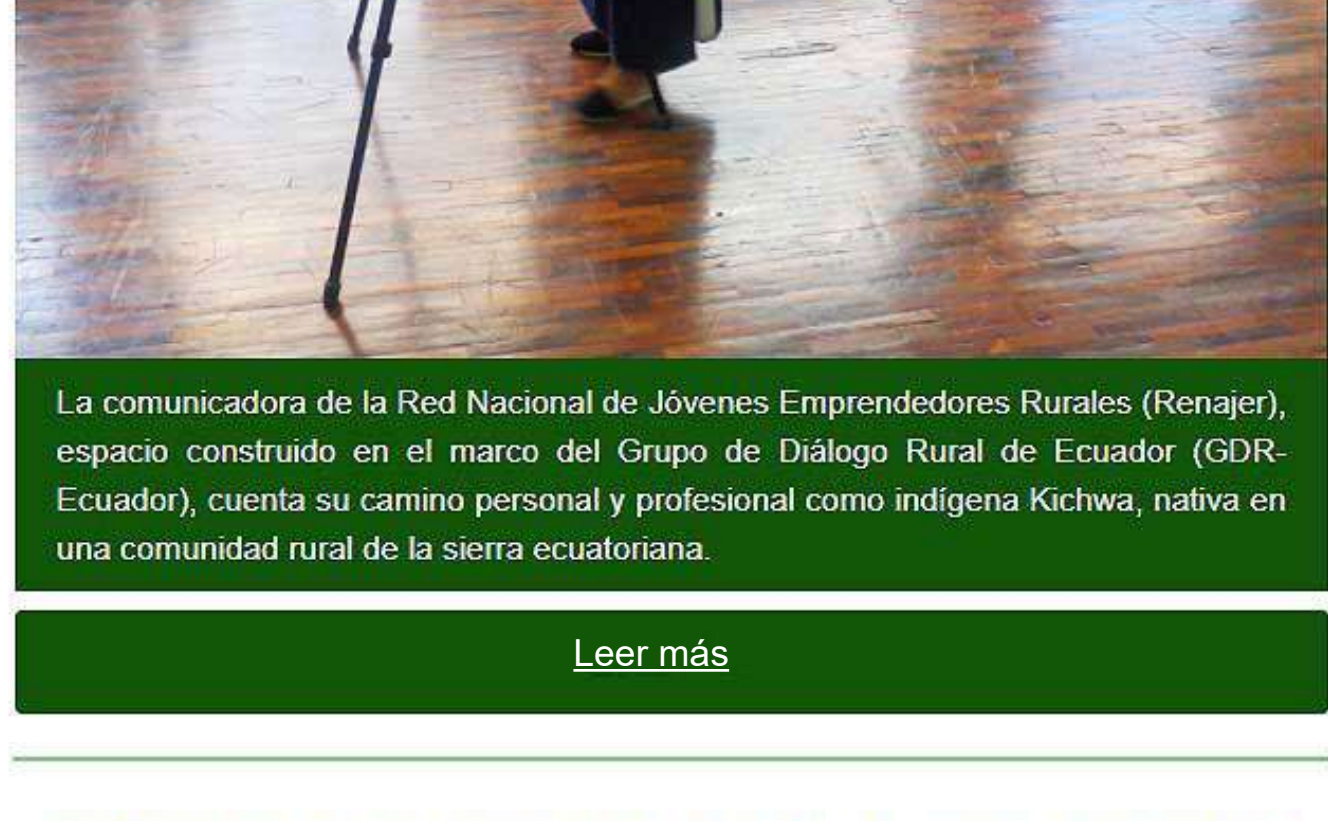 La comunicadora de la Red Nacional de Jóvenes Emprendedores Rurales (Renajer),
espacio construido en el marco del Grupo de Diálogo Rural de Ecuador (GDR-
Ecuador), cuenta su camino personal y profesional como indígena Kichwa, nativa en
una comunidad rural de la sierra ecuatoriana.
Leer más